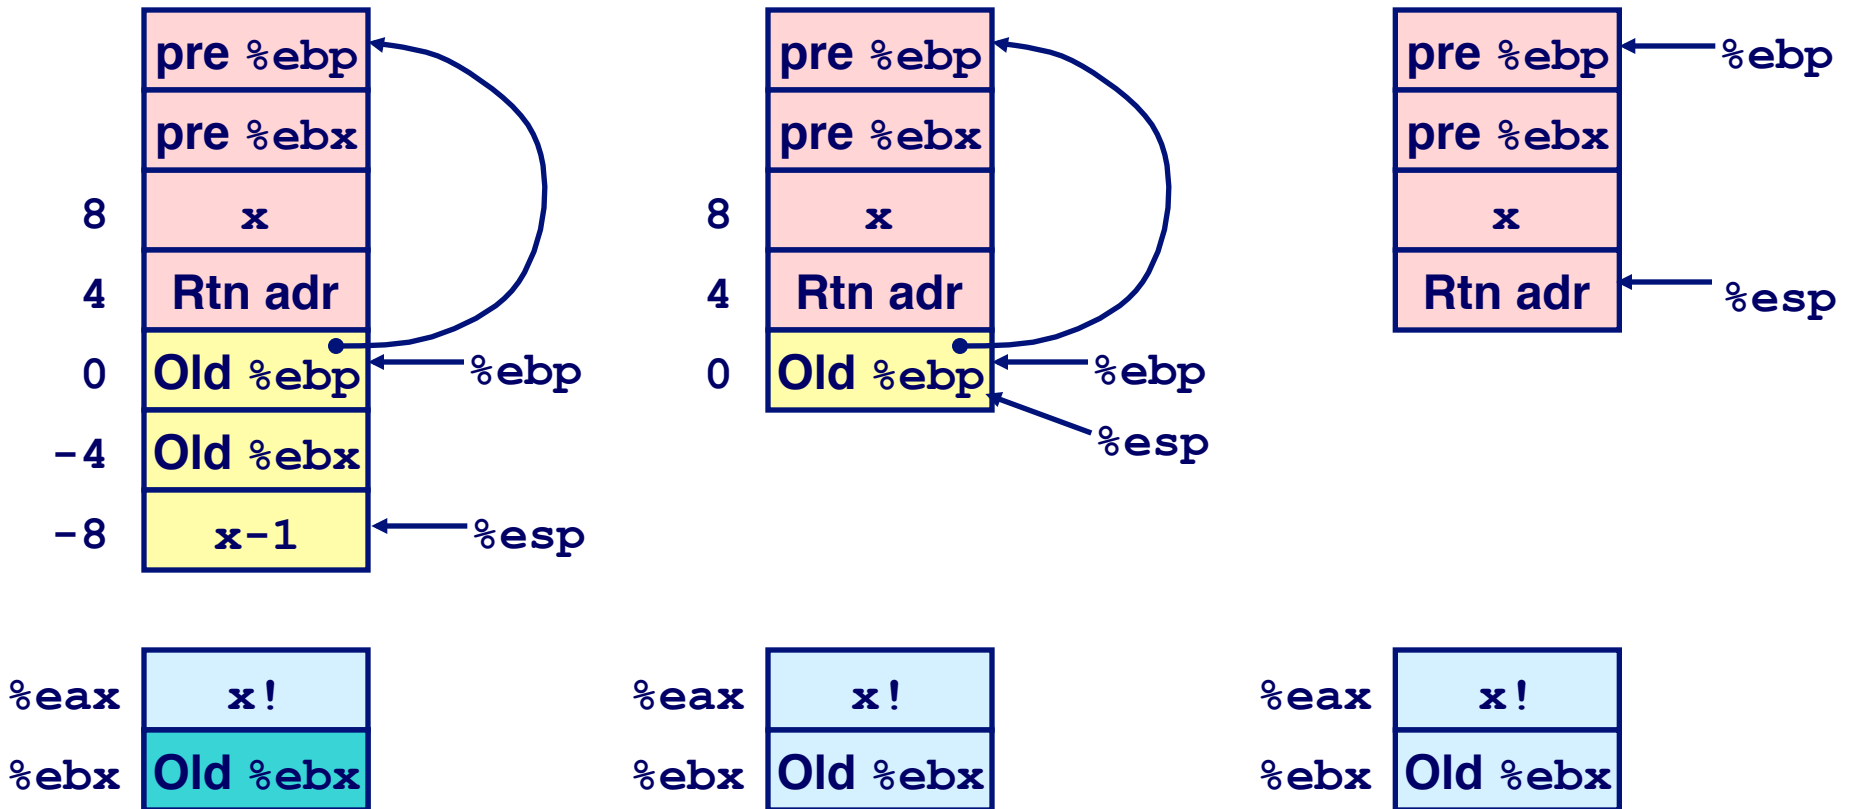 pre %ebp
pre %ebx
8 x
4 Rtn adr
0 Old %ebp %ebp
-4 Old %ebx
-8 x-1 %esp
%eax x!
%ebx Old %ebx
pre %ebp
pre %ebx
8 x
4 Rtn adr
0 Old %ebp %ebp
%esp
%eax x!
%ebx Old %ebx
pre %ebp %ebp
pre %ebx
x
Rtn adr %esp
%eax x!
%ebx Old %ebx